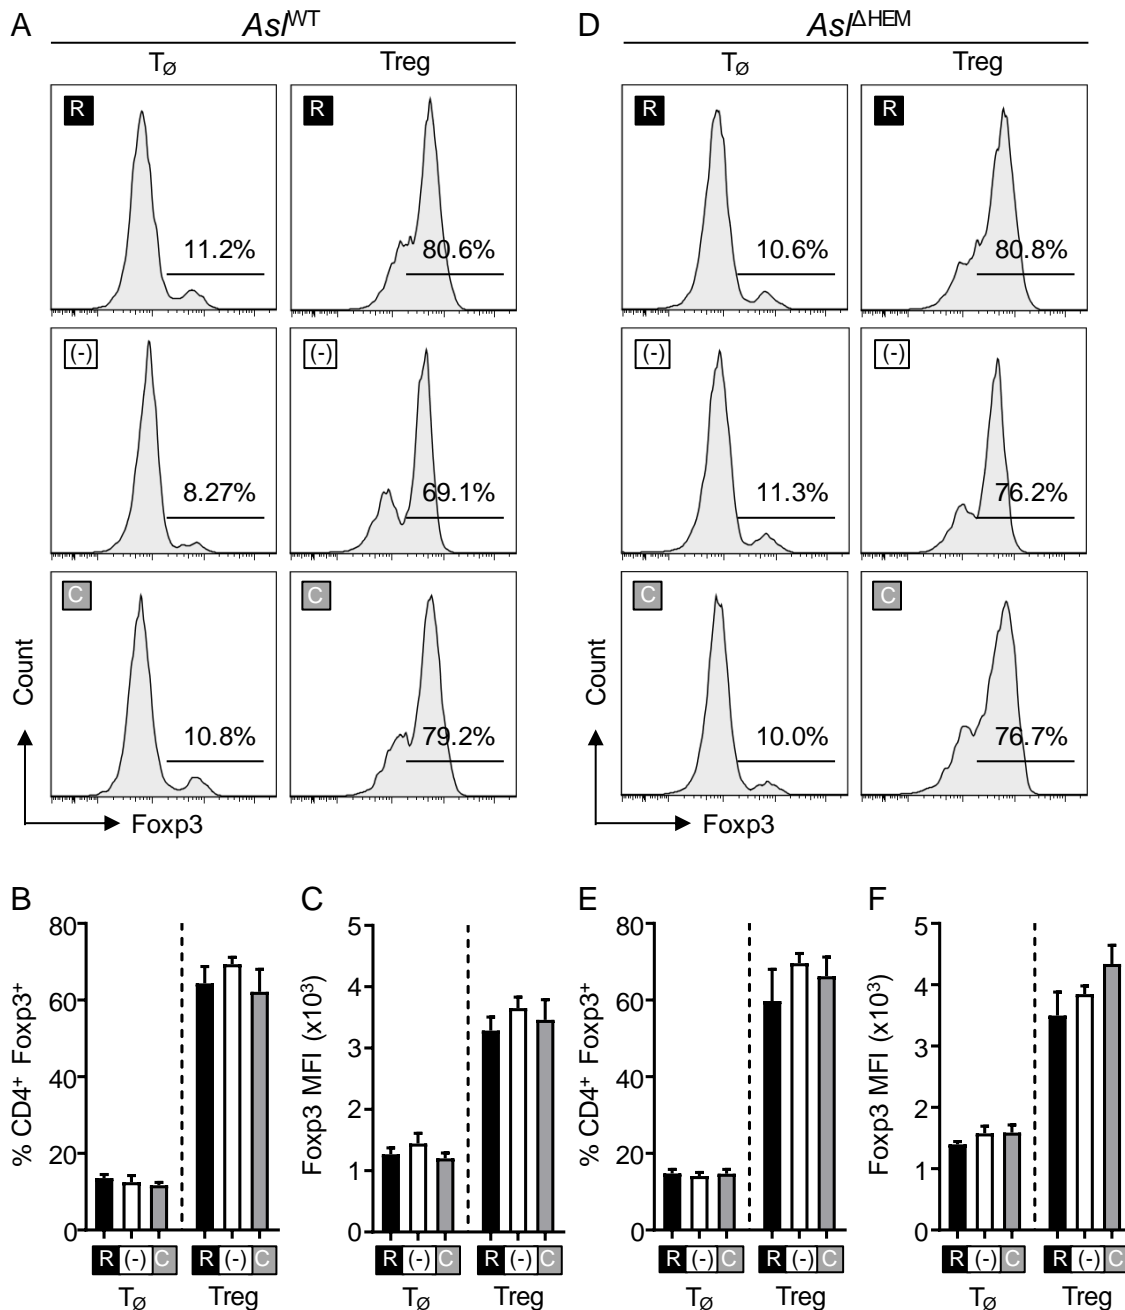 A
Asl^WT
T_Ø
Treg
R
11.2%
R
80.6%
(-)
8.27%
(-)
69.1%
C
10.8%
C
79.2%
Count
Foxp3
D
Asl^ΔHEM
T_Ø
Treg
R
10.6%
R
80.8%
(-)
11.3%
(-)
76.2%
C
10.0%
C
76.7%
Count
Foxp3
B
% CD4⁺ Foxp3⁺
80
60
40
20
0
R (-) C
R (-) C
T_Ø
Treg
C
Foxp3 MFI (x10³)
5
4
3
2
1
0
R (-) C
R (-) C
T_Ø
Treg
E
% CD4⁺ Foxp3⁺
80
60
40
20
0
R (-) C
R (-) C
T_Ø
Treg
F
Foxp3 MFI (x10³)
5
4
3
2
1
0
R (-) C
R (-) C
T_Ø
Treg